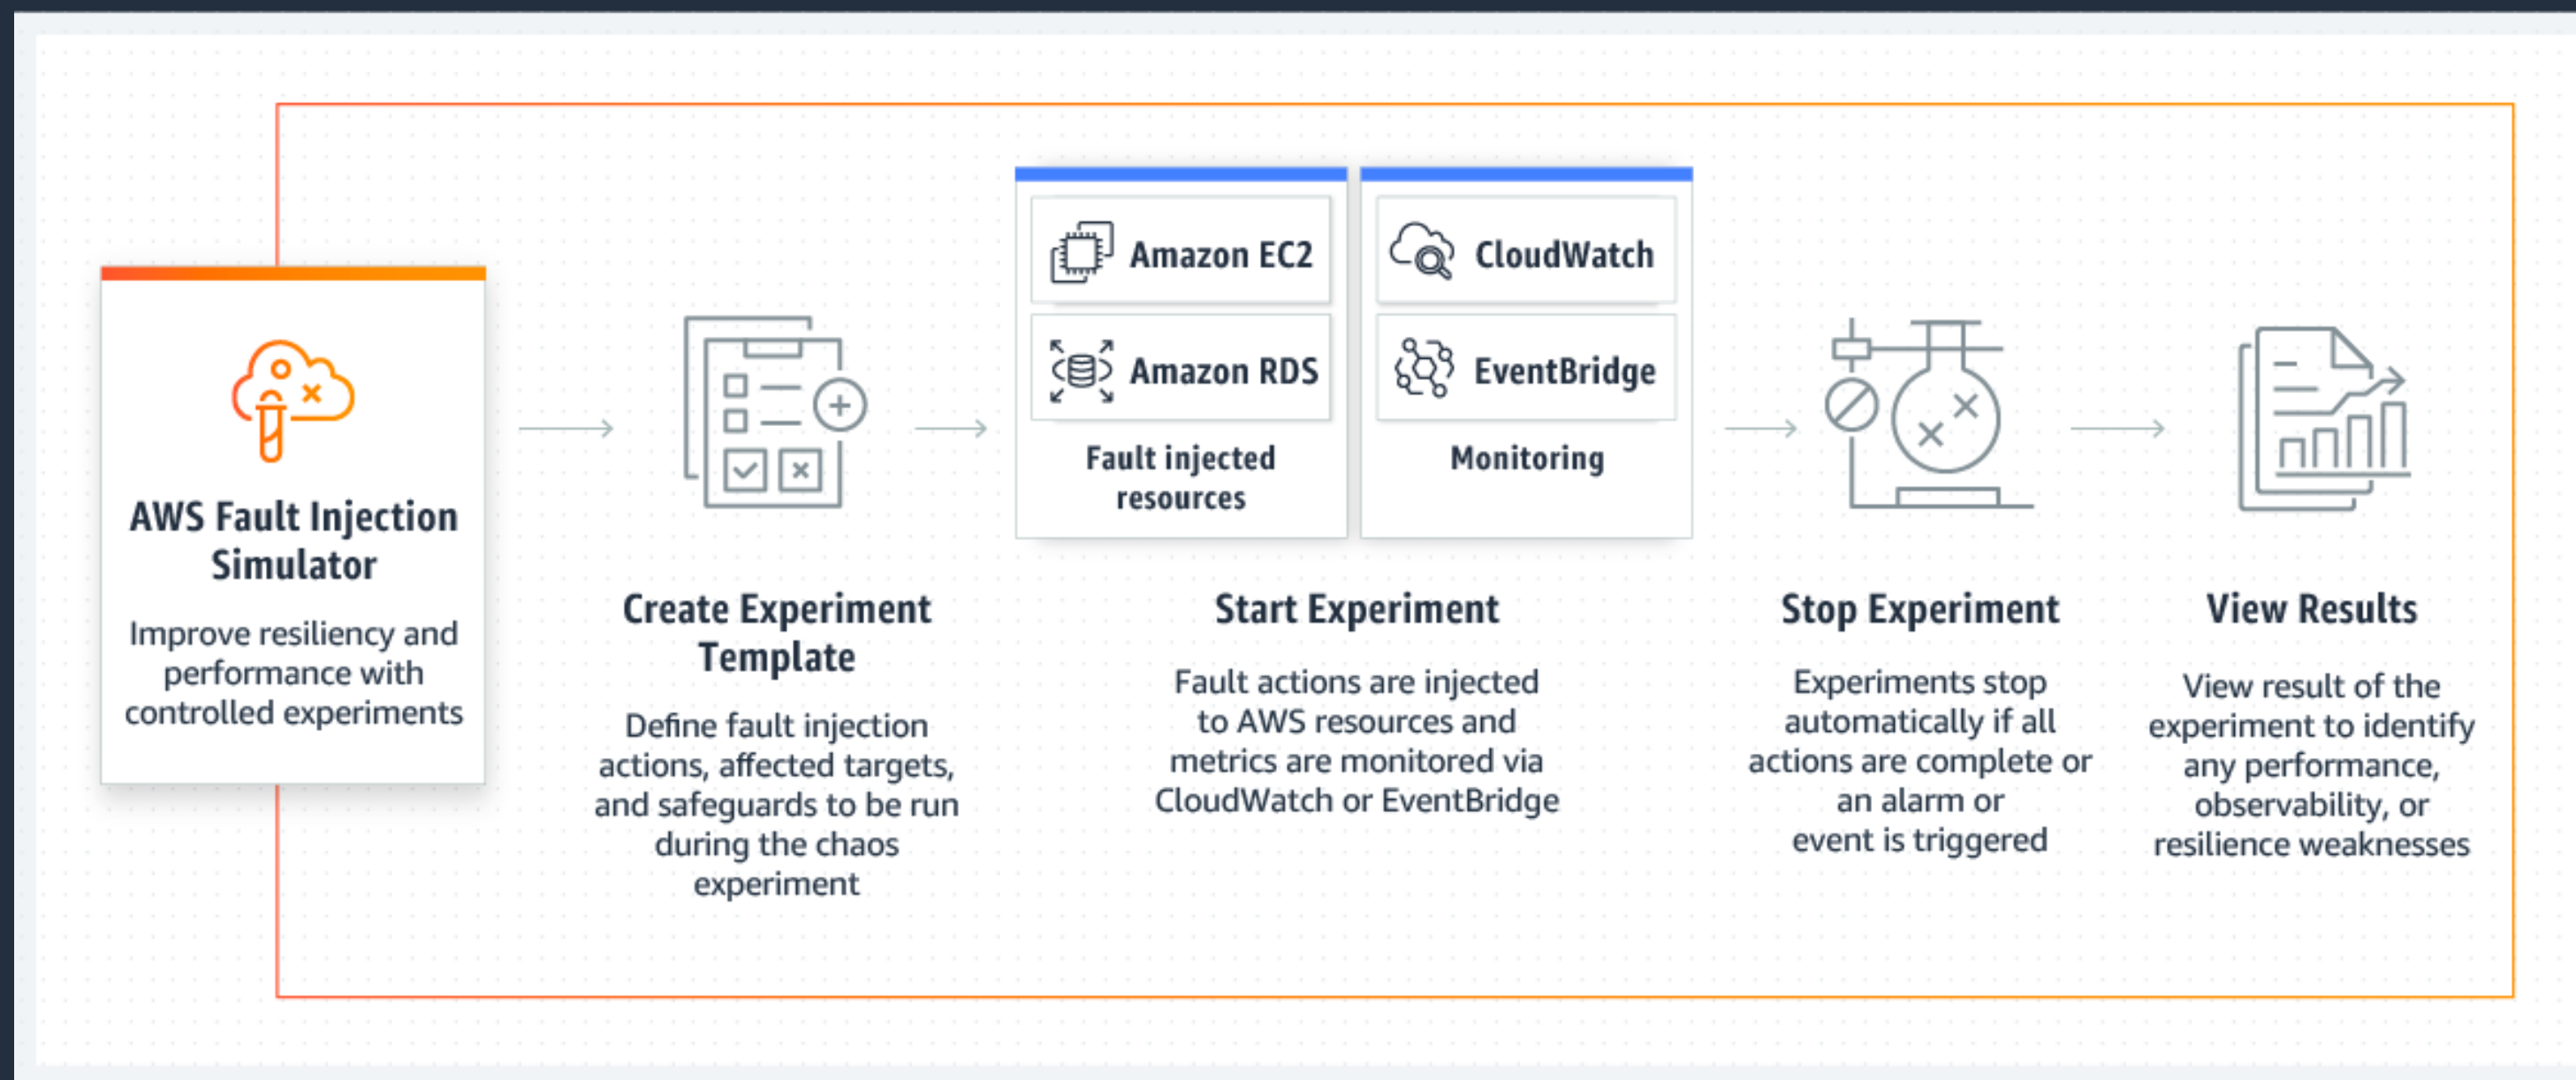 AWS Fault Injection
Simulator
Improve resiliency and
performance with
controlled experiments
Create Experiment
Template
Define fault injection
actions, affected targets,
and safeguards to be run
during the chaos
experiment
Amazon EC2
Amazon RDS
Fault injected
resources
CloudWatch
EventBridge
Monitoring
Start Experiment
Fault actions are injected
to AWS resources and
metrics are monitored via
CloudWatch or EventBridge
Stop Experiment
Experiments stop
automatically if all
actions are complete or
an alarm or
event is triggered
View Results
View result of the
experiment to identify
any performance,
observability, or
resilience weaknesses